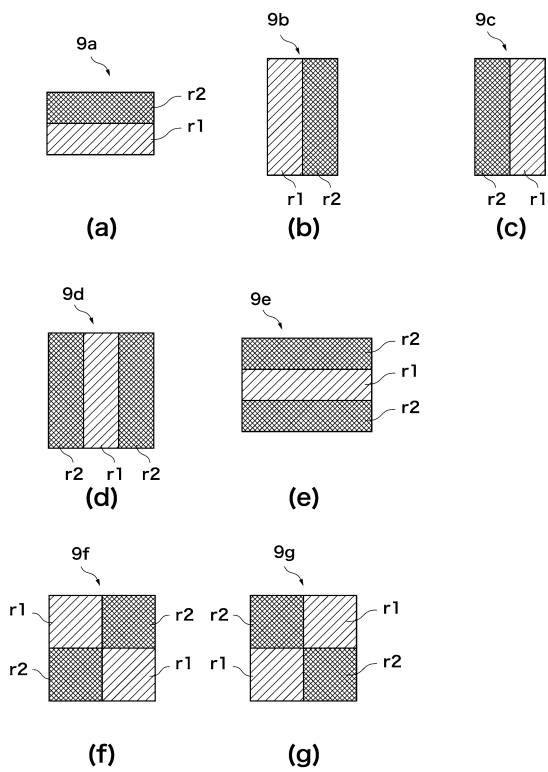 9a
r2
r1
(a)
9b
r1 r2
(b)
9c
r2 r1
(c)
9d
r2 r1 r2
(d)
9e
r2
r1
r2
(e)
9f
r1
r2
r2
r1
(f)
9g
r2
r1
r1
r2
(g)